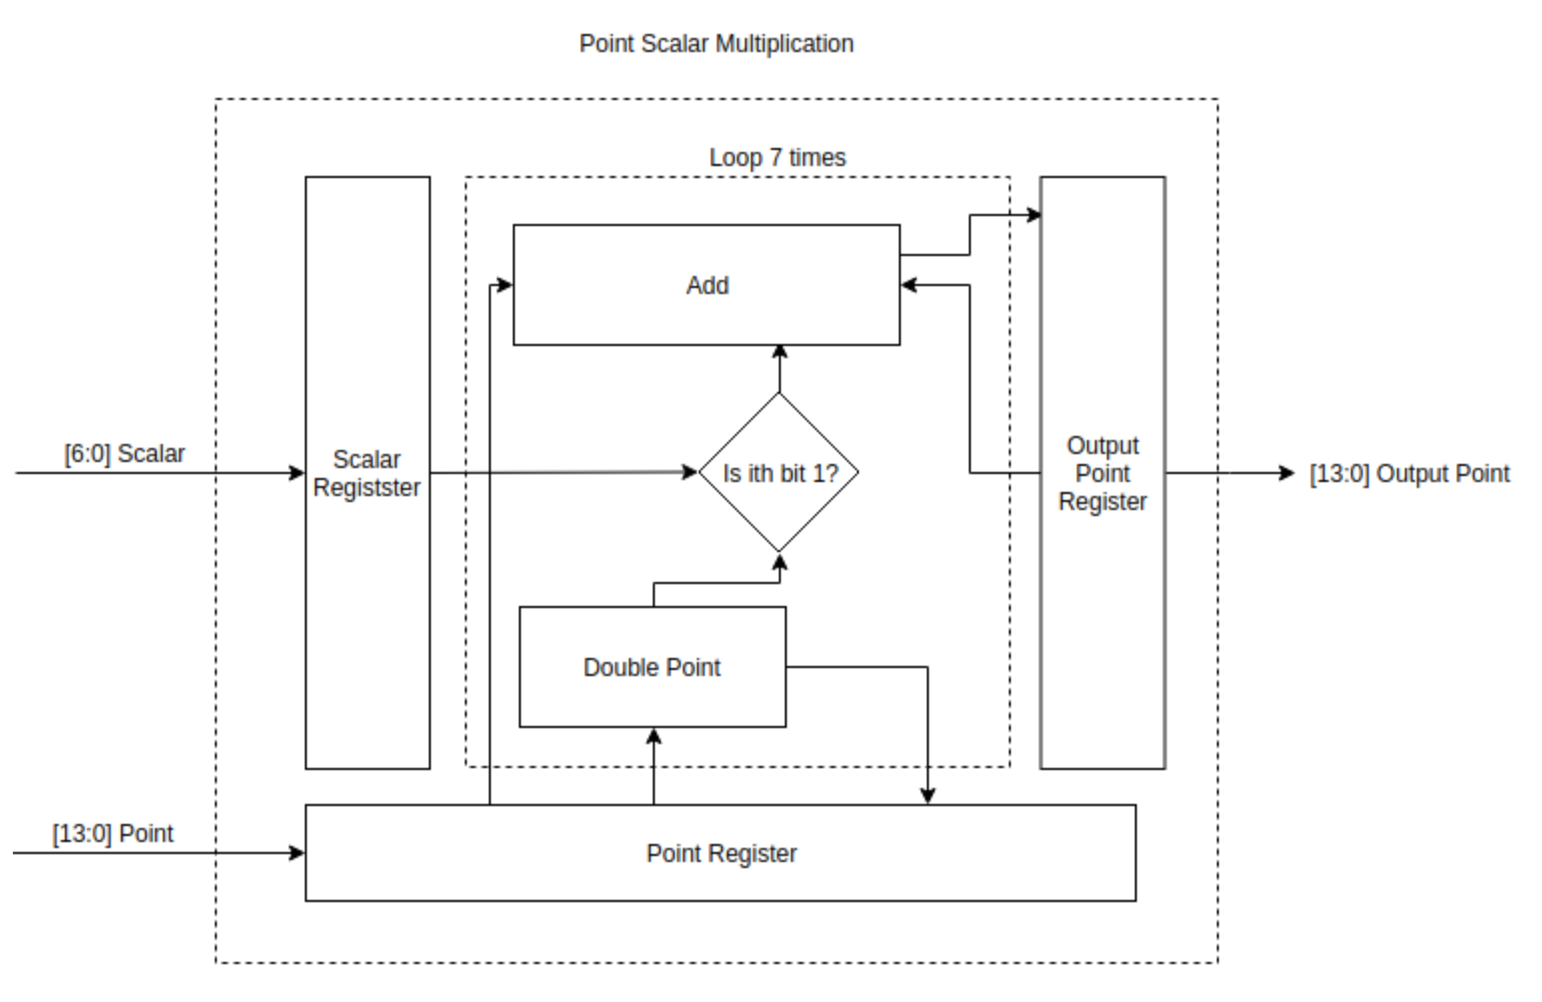 Point Scalar Multiplication
Loop 7 times
Add
[6:0] Scalar
Scalar
Registster
Is ith bit 1?
Output
Point
Register
[13:0] Output Point
Double Point
[13:0] Point
Point Register